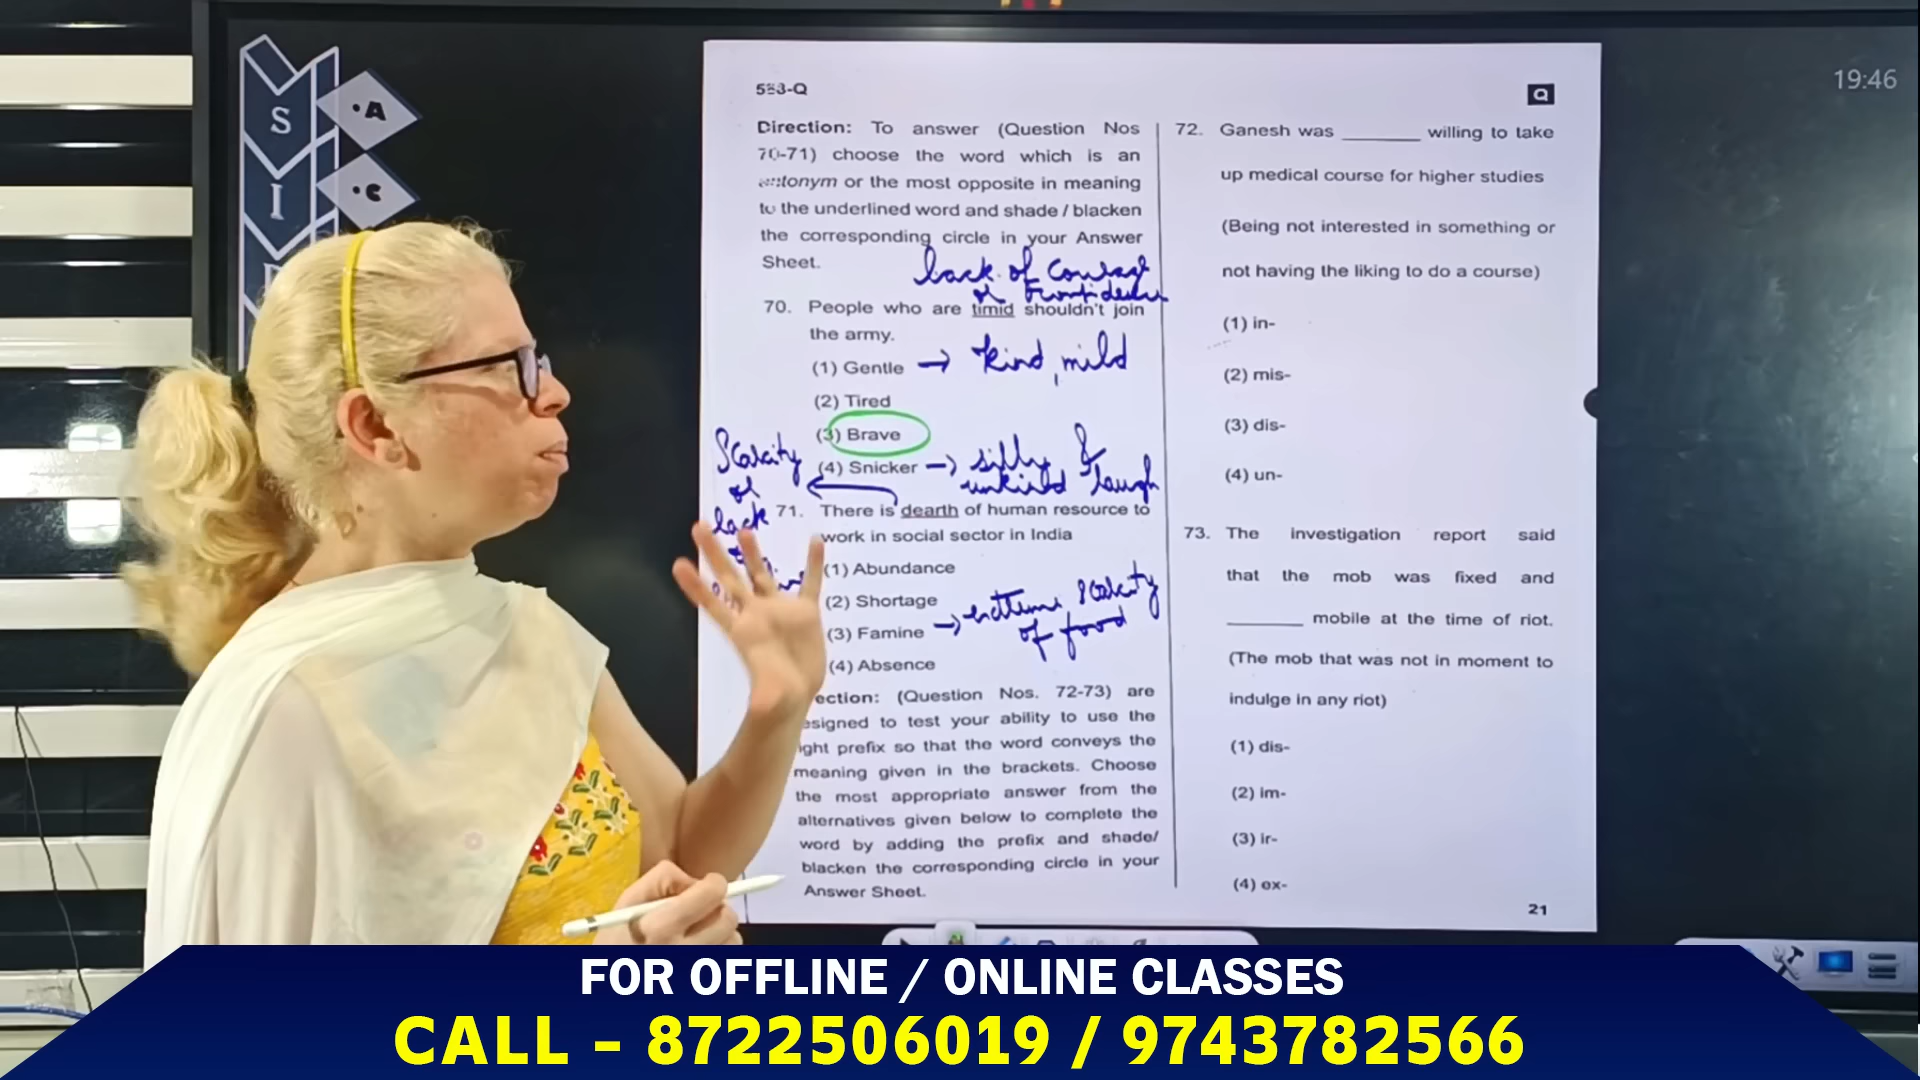 S
I
•A
•C
19:46
583-Q
Q
Direction: To answer (Question Nos
70-71) choose the word which is an
antonym or the most opposite in meaning
to the underlined word and shade / blacken
the corresponding circle in your Answer
Sheet.
lack of courage
or
70. People who are timid shouldn't join
the army.
(1) Gentle → kind, mild
(2) Tired
(3) Brave
(4) Snicker → silly &
unkind laugh
Scarcity
or
lack
71. There is dearth of human resource to
work in social sector in India
(1) Abundance
(2) Shortage
(3) Famine → extreme scarcity
of food
(4) Absence
ection: (Question Nos. 72-73) are
esigned to test your ability to use the
ight prefix so that the word conveys the
meaning given in the brackets. Choose
the most appropriate answer from the
alternatives given below to complete the
word by adding the prefix and shade/
blacken the corresponding circle in your
Answer Sheet.
72. Ganesh was ________ willing to take
up medical course for higher studies
(Being not interested in something or
not having the liking to do a course)
(1) in-
(2) mis-
(3) dis-
(4) un-
73. The investigation report said
that the mob was fixed and
________ mobile at the time of riot.
(The mob that was not in moment to
indulge in any riot)
(1) dis-
(2) im-
(3) ir-
(4) ex-
21
FOR OFFLINE / ONLINE CLASSES
CALL – 8722506019 / 9743782566